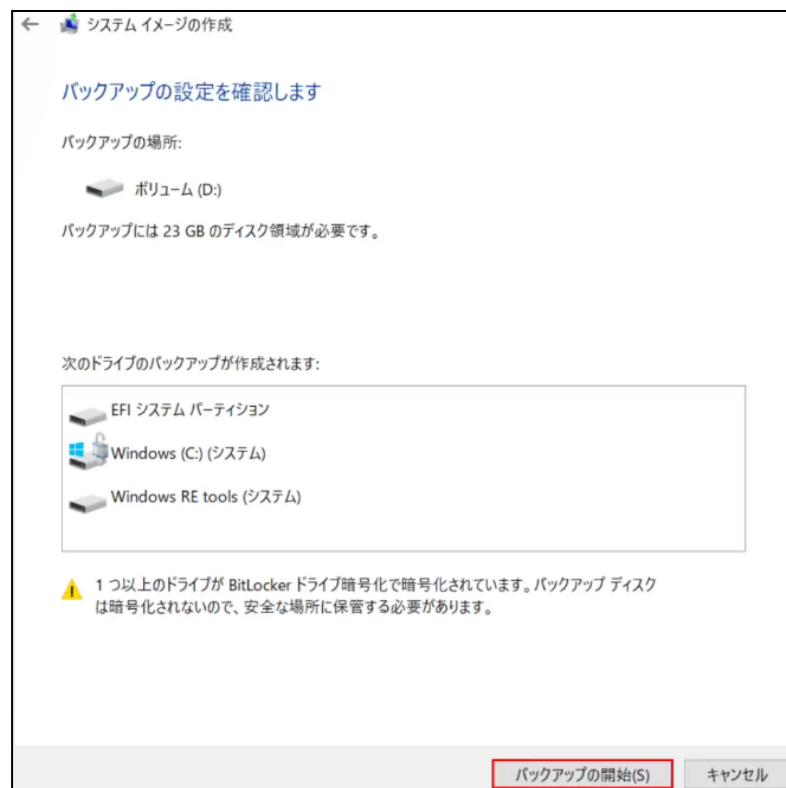 システム イメージの作成
バックアップの設定を確認します
バックアップの場所:
ボリューム (D:)
バックアップには 23 GB のディスク領域が必要です。
次のドライブのバックアップが作成されます:
EFI システム パーティション
Windows (C:) (システム)
Windows RE tools (システム)
1 つ以上のドライブが BitLocker ドライブ暗号化で暗号化されています。バックアップ ディスク
は暗号化されないので、安全な場所に保管する必要があります。
バックアップの開始(S)
キャンセル